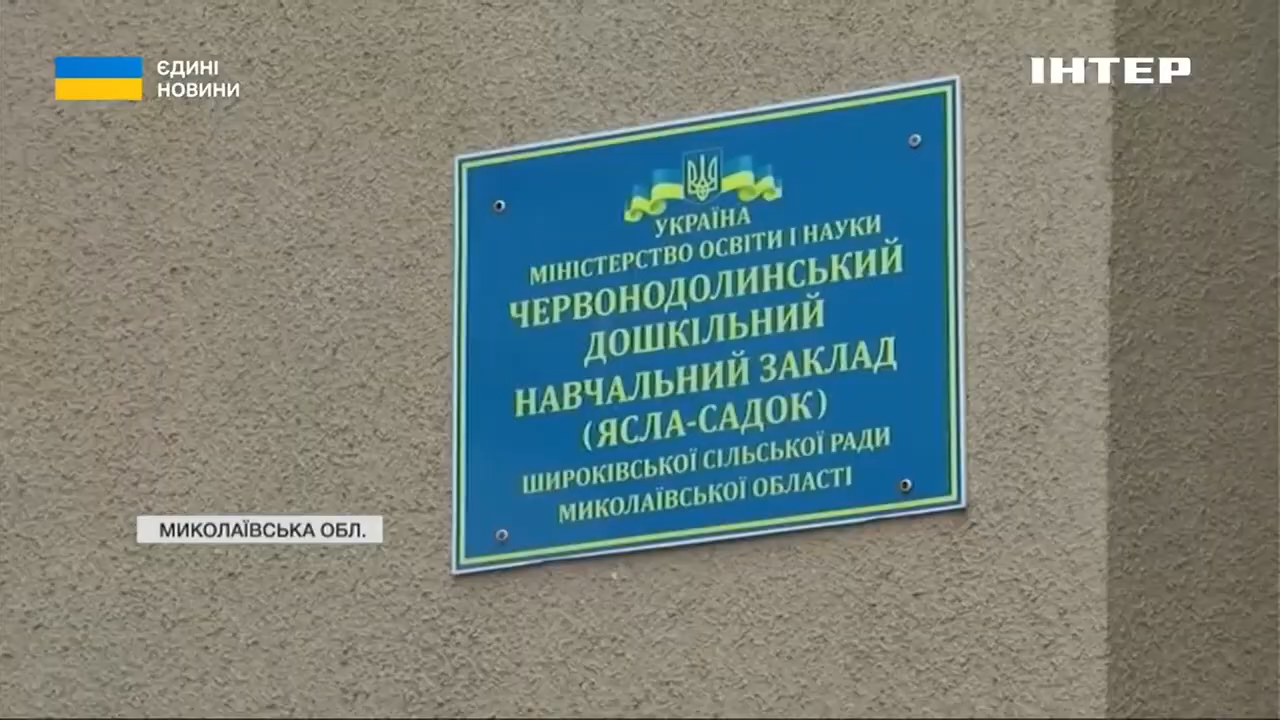 ЄДИНІ
НОВИНИ
ІНТЕР
УКРАЇНА
МІНІСТЕРСТВО ОСВІТИ І НАУКИ
ЧЕРВОНОДОЛИНСЬКИЙ
ДОШКІЛЬНИЙ
НАВЧАЛЬНИЙ ЗАКЛАД
(ЯСЛА-САДОК)
ШИРОКІВСЬКОЇ СІЛЬСЬКОЇ РАДИ
МИКОЛАЇВСЬКОЇ ОБЛАСТІ
МИКОЛАЇВСЬКА ОБЛ.